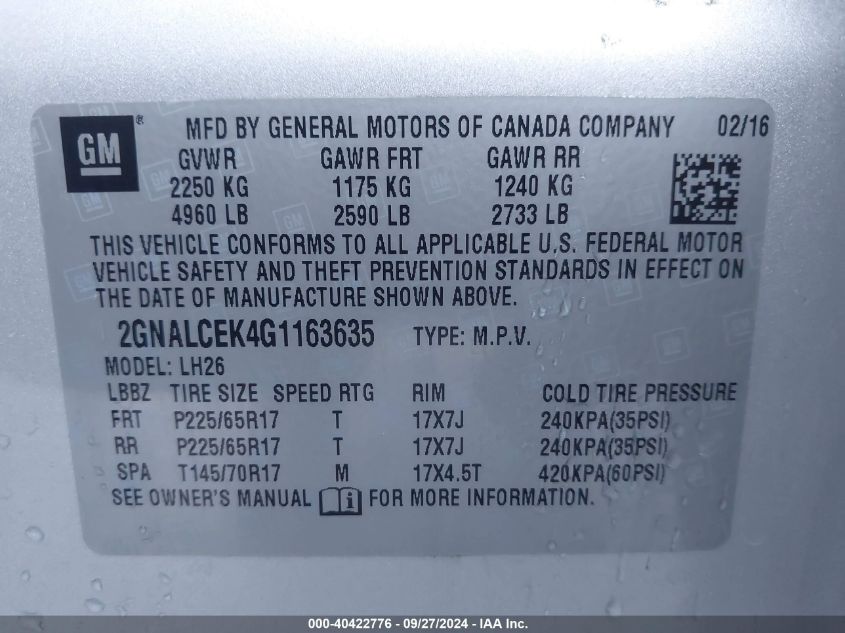 GM ® MFD BY GENERAL MOTORS OF CANADA COMPANY 02/16
GVWR GAWR FRT GAWR RR
2250 KG 1175 KG 1240 KG
4960 LB 2590 LB 2733 LB
THIS VEHICLE CONFORMS TO ALL APPLICABLE U.S. FEDERAL MOTOR
VEHICLE SAFETY AND THEFT PREVENTION STANDARDS IN EFFECT ON
THE DATE OF MANUFACTURE SHOWN ABOVE.
2GNALCEK4G1163635 TYPE: M.P.V.
MODEL: LH26
LBBZ TIRE SIZE SPEED RTG RIM COLD TIRE PRESSURE
FRT P225/65R17 T 17X7J 240KPA(35PSI)
RR P225/65R17 T 17X7J 240KPA(35PSI)
SPA T145/70R17 M 17X4.5T 420KPA(60PSI)
SEE OWNER'S MANUAL i FOR MORE INFORMATION.
000-40422776 - 09/27/2024 - IAA Inc.